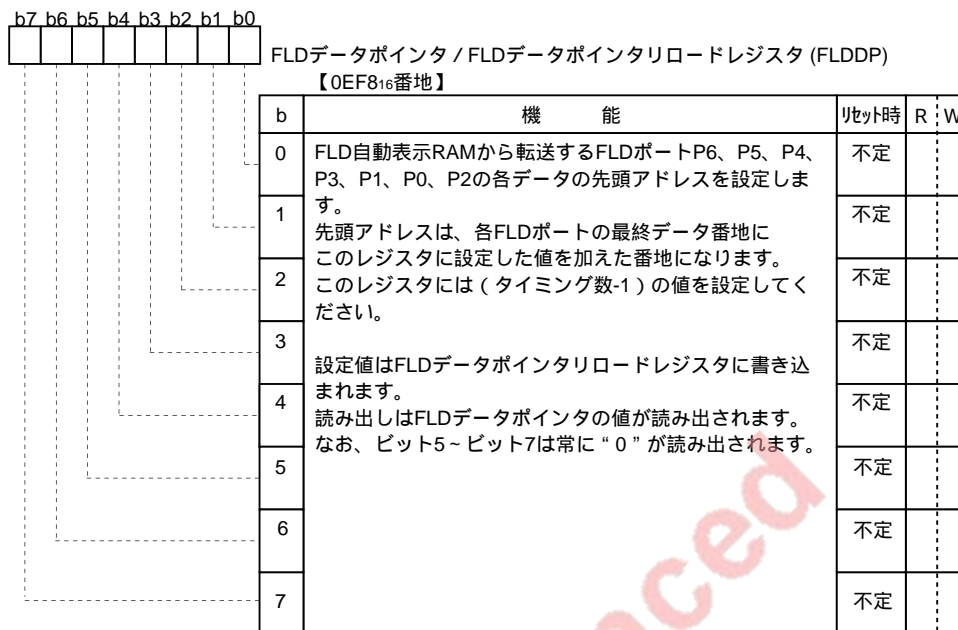 b7 b6 b5 b4 b3 b2 b1 b0
FLDデータポインタ / FLDデータポインタリロードレジスタ (FLDDP)
【0EF816番地】
b 機 能 リセット時 R W
0 FLD自動表示RAMから転送するFLDポートP6、P5、P4、 不定
P3、P1、P0、P2の各データの先頭アドレスを設定しま
す。
1 不定
先頭アドレスは、各FLDポートの最終データ番地に
このレジスタに設定した値を加えた番地になります。
2 このレジスタには(タイミング数-1)の値を設定してく 不定
ださい。
3 不定
設定値はFLDデータポインタリロードレジスタに書き込
まれます。
4 不定
読み出しはFLDデータポインタの値が読み出されます。
なお、ビット5~ビット7は常に“0”が読み出されます。
5 不定
6 不定
7 不定